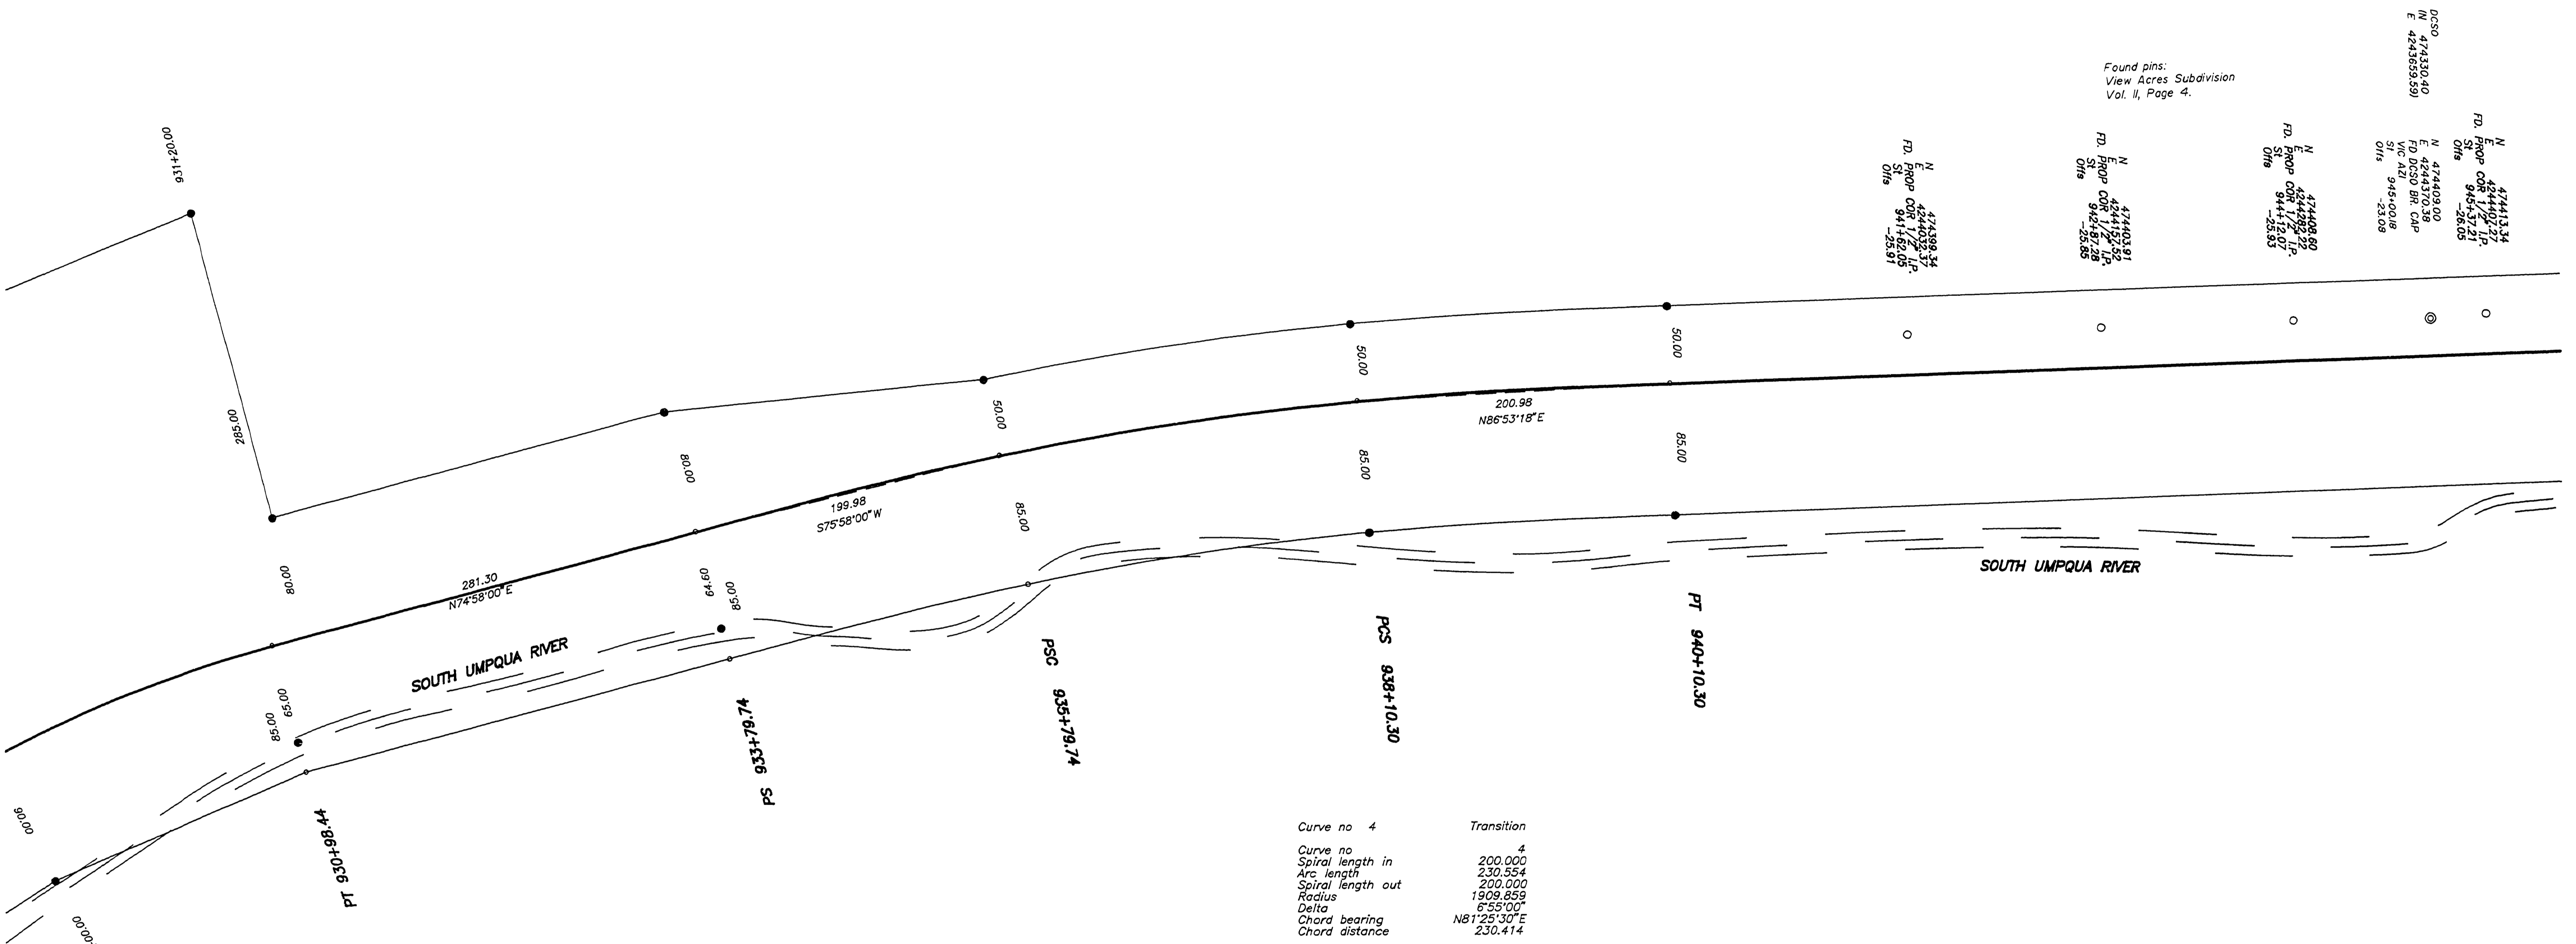 DCSO
IN 474330.40
E 4243659.59)
Found pins:
View Acres Subdivision
Vol. II, Page 4.
N 474399.34
E 4244032.37
FD. PROP COR 1/2" I.P.
St 941+62.05
Offs -25.91
N 474403.91
E 4244157.52
FD. PROP COR 1/2" I.P.
St 942+87.28
Offs -25.85
N 474408.60
E 4244282.22
FD. PROP COR 1/2" I.P.
St 944+12.07
Offs -25.93
N 474409.00
E 4244370.38
FD DCSO BR. CAP
VIC AZI
St 945+00.18
Offs -23.08
N 474413.34
E 4244407.27
FD. PROP COR 1/2" I.P.
St 945+37.21
Offs -26.05
931+20.00
285.00
80.00
80.00
50.00
50.00
50.00
281.30
N74°58'00"E
199.98
S75°58'00"W
200.98
N86°53'18"E
85.00
65.00
64.60
85.00
85.00
85.00
85.00
SOUTH UMPQUA RIVER
SOUTH UMPQUA RIVER
PT 930+98.44
PS 933+79.74
PSC 935+79.74
PCS 938+10.30
PT 940+10.30
90.00
Curve no 4 Transition
Curve no 4
Spiral length in 200.000
Arc length 230.554
Spiral length out 200.000
Radius 1909.859
Delta 6°55'00"
Chord bearing N81°25'30"E
Chord distance 230.414